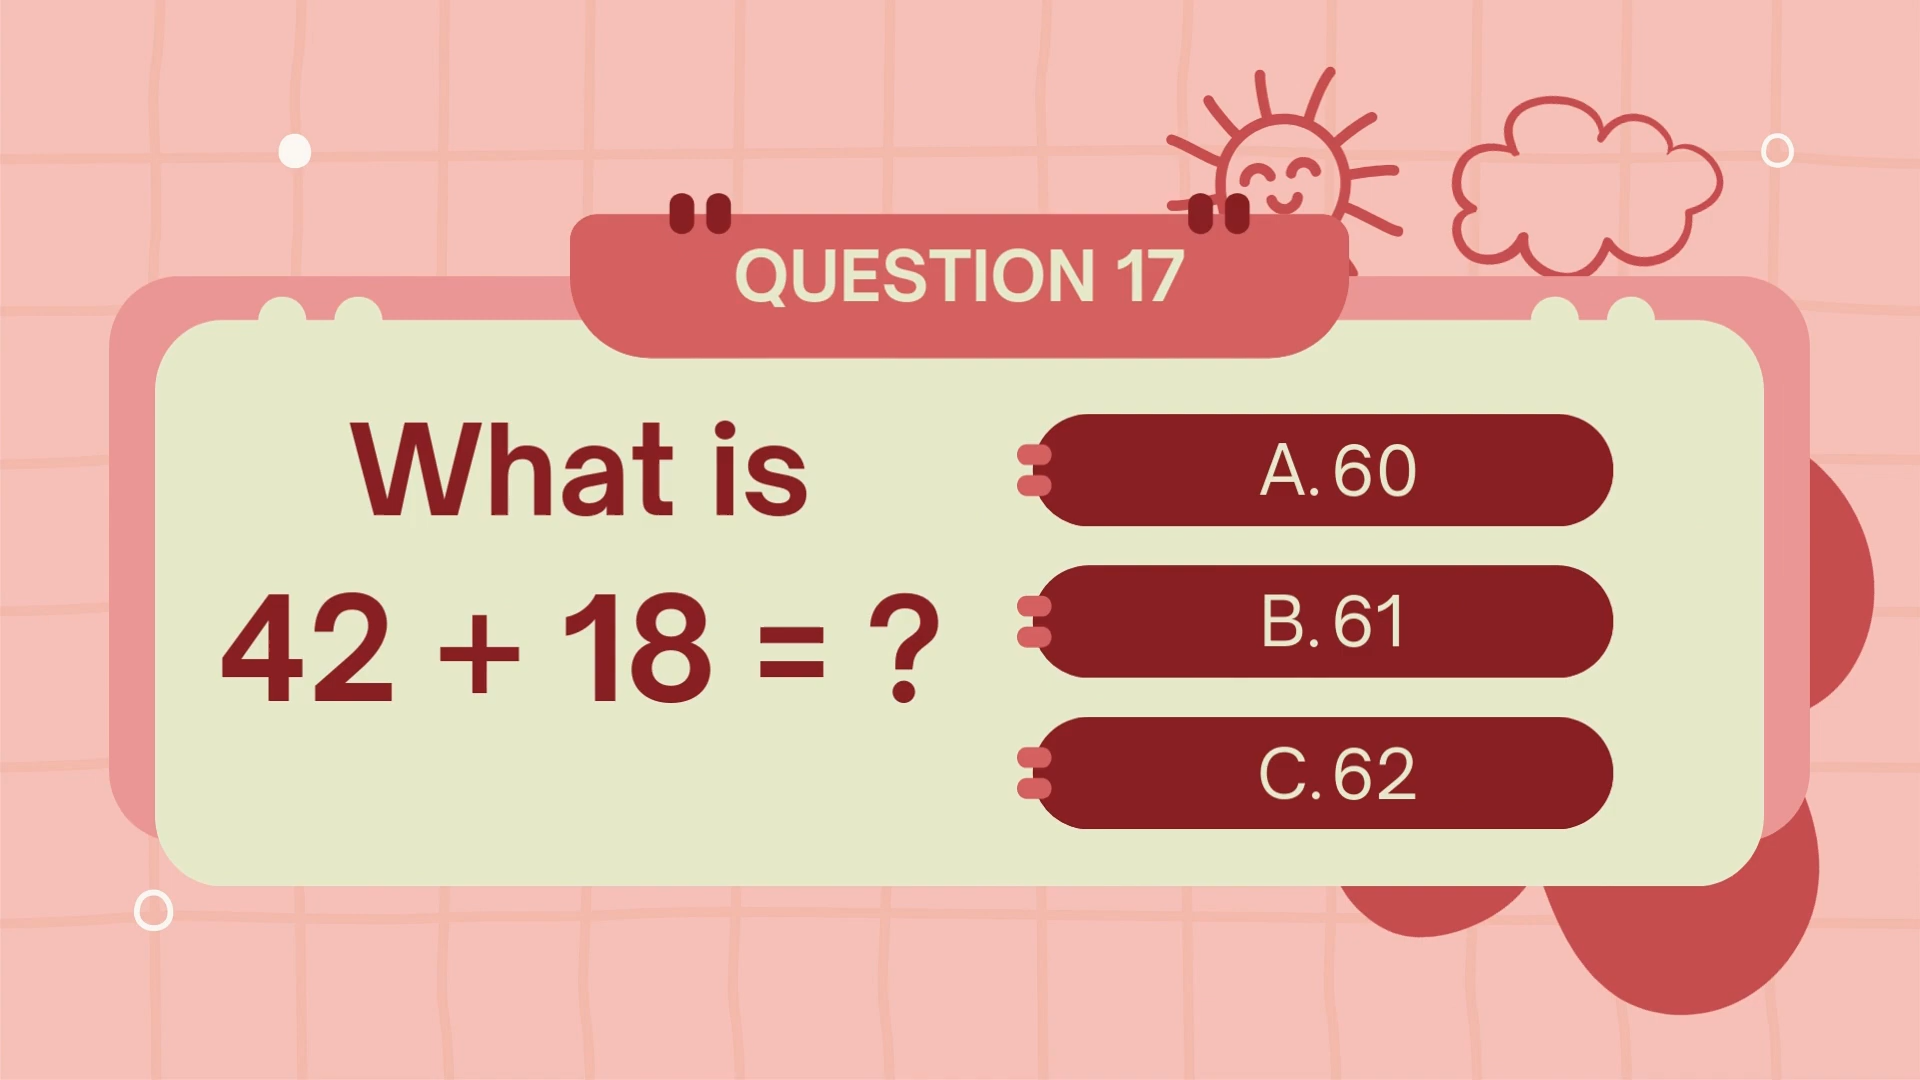 QUESTION 17
What is
42 + 18 = ?
A. 60
B. 61
C. 62